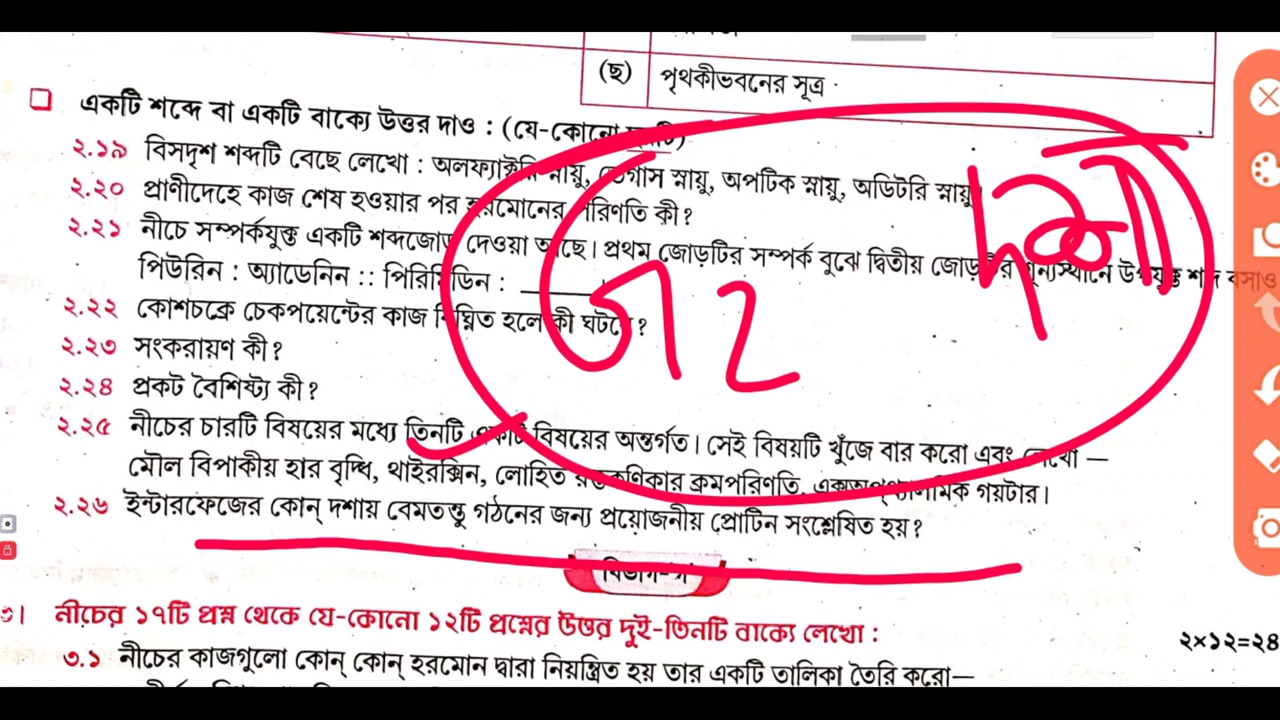 (ছ) পৃথকীভবনের সূত্র
একটি শব্দে বা একটি বাক্যে উত্তর দাও : (যে-কোনো
২.১৯ বিসদৃশ শব্দটি বেছে লেখো : অলফ্যাক্টরি স্নায়ু, ভেগাস স্নায়ু, অপটিক স্নায়ু, অডিটরি স্নায়ু।
২.২০ প্রাণীদেহে কাজ শেষ হওয়ার পর হরমোনের পরিণতি কী?
২.২১ নীচে সম্পর্কযুক্ত একটি শব্দজোড় দেওয়া আছে। প্রথম জোড়টির সম্পর্ক বুঝে দ্বিতীয় জোড়টির শূন্যস্থানে উপযুক্ত শব্দ বসাও
পিউরিন : অ্যাডেনিন :: পিরিমিডিন : ______।
২.২২ কোশচক্রে চেকপয়েন্টের কাজ বিঘ্নিত হলে কী ঘটবে?
২.২৩ সংকরায়ণ কী?
২.২৪ প্রকট বৈশিষ্ট্য কী?
২.২৫ নীচের চারটি বিষয়ের মধ্যে তিনটি একটি বিষয়ের অন্তর্গত। সেই বিষয়টি খুঁজে বার করো এবং লেখো —
মৌল বিপাকীয় হার বৃদ্ধি, থাইরক্সিন, লোহিত রক্তকণিকার ক্রমপরিণতি, গয়টার।
২.২৬ ইন্টারফেজের কোন্ দশায় বেমতন্তু গঠনের জন্য প্রয়োজনীয় প্রোটিন সংশ্লেষিত হয়?
বিভাগ-গ
৩। নীচের ১৭টি প্রশ্ন থেকে যে-কোনো ১২টি প্রশ্নের উত্তর দুই-তিনটি বাক্যে লেখো :
২×১২=২৪
৩.১ নীচের কাজগুলো কোন্ কোন্ হরমোন দ্বারা নিয়ন্ত্রিত হয় তার একটি তালিকা তৈরি করো—